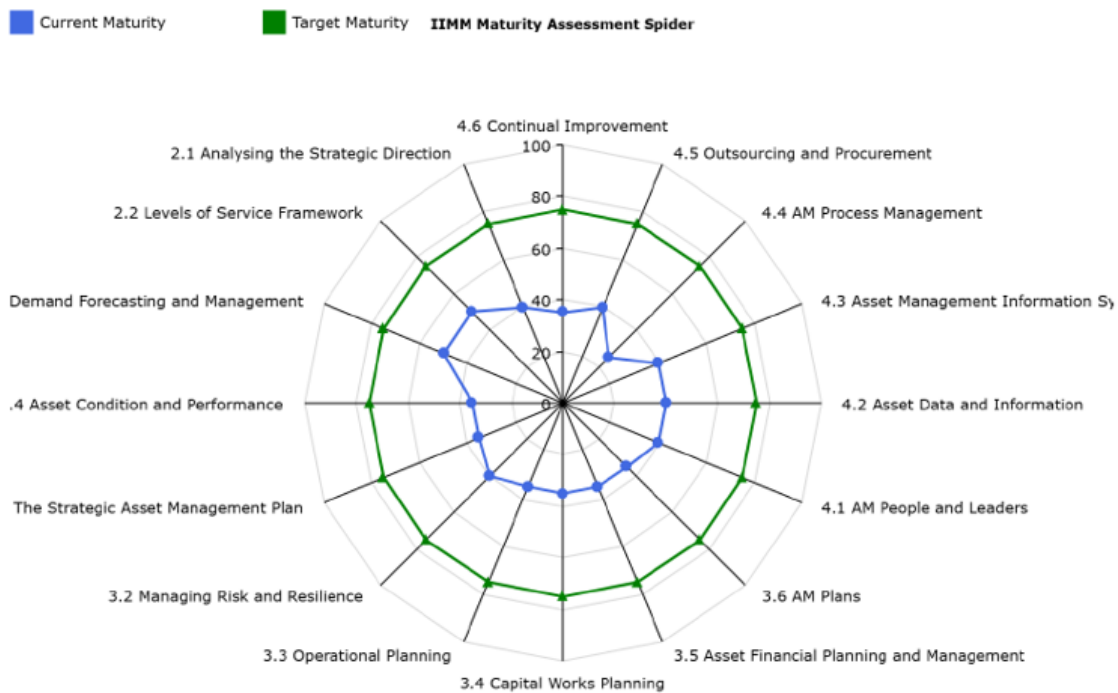 Current Maturity
Target Maturity
IIMM Maturity Assessment Spider
4.6 Continual Improvement
2.1 Analysing the Strategic Direction
4.5 Outsourcing and Procurement
2.2 Levels of Service Framework
4.4 AM Process Management
Demand Forecasting and Management
4.3 Asset Management Information Sy
.4 Asset Condition and Performance
4.2 Asset Data and Information
The Strategic Asset Management Plan
4.1 AM People and Leaders
3.2 Managing Risk and Resilience
3.6 AM Plans
3.3 Operational Planning
3.5 Asset Financial Planning and Management
3.4 Capital Works Planning
100
80
60
40
20
0